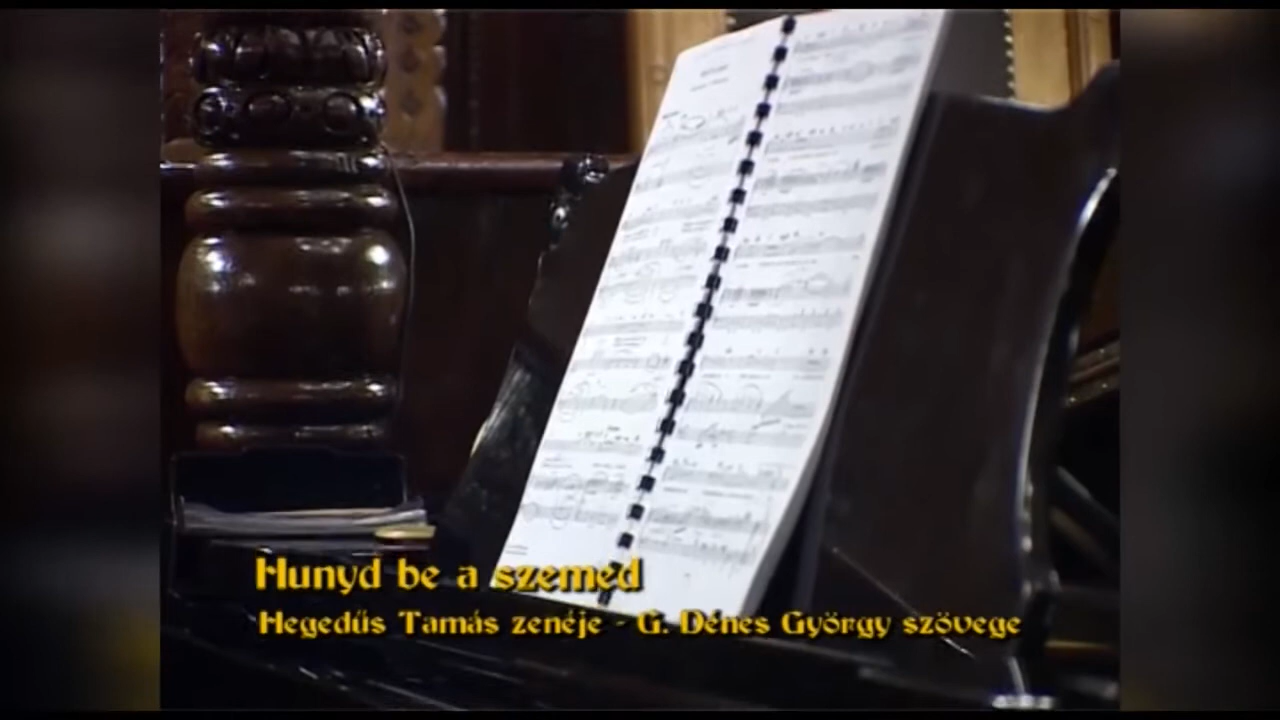 Hunyd be a szemed
Hegedűs Tamás zenéje - G. Dénes György szövege